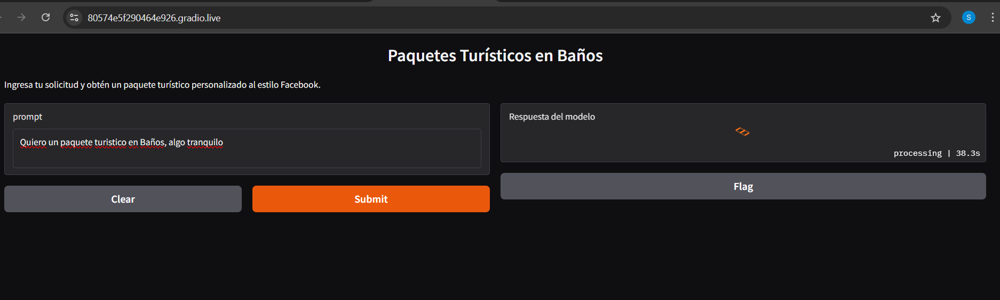 80574e5f290464e926.gradio.live
S
Paquetes Turísticos en Baños
Ingresa tu solicitud y obtén un paquete turístico personalizado al estilo Facebook.
prompt
Quiero un paquete turistico en Baños, algo tranquilo
Clear
Submit
Respuesta del modelo
processing | 38.3s
Flag